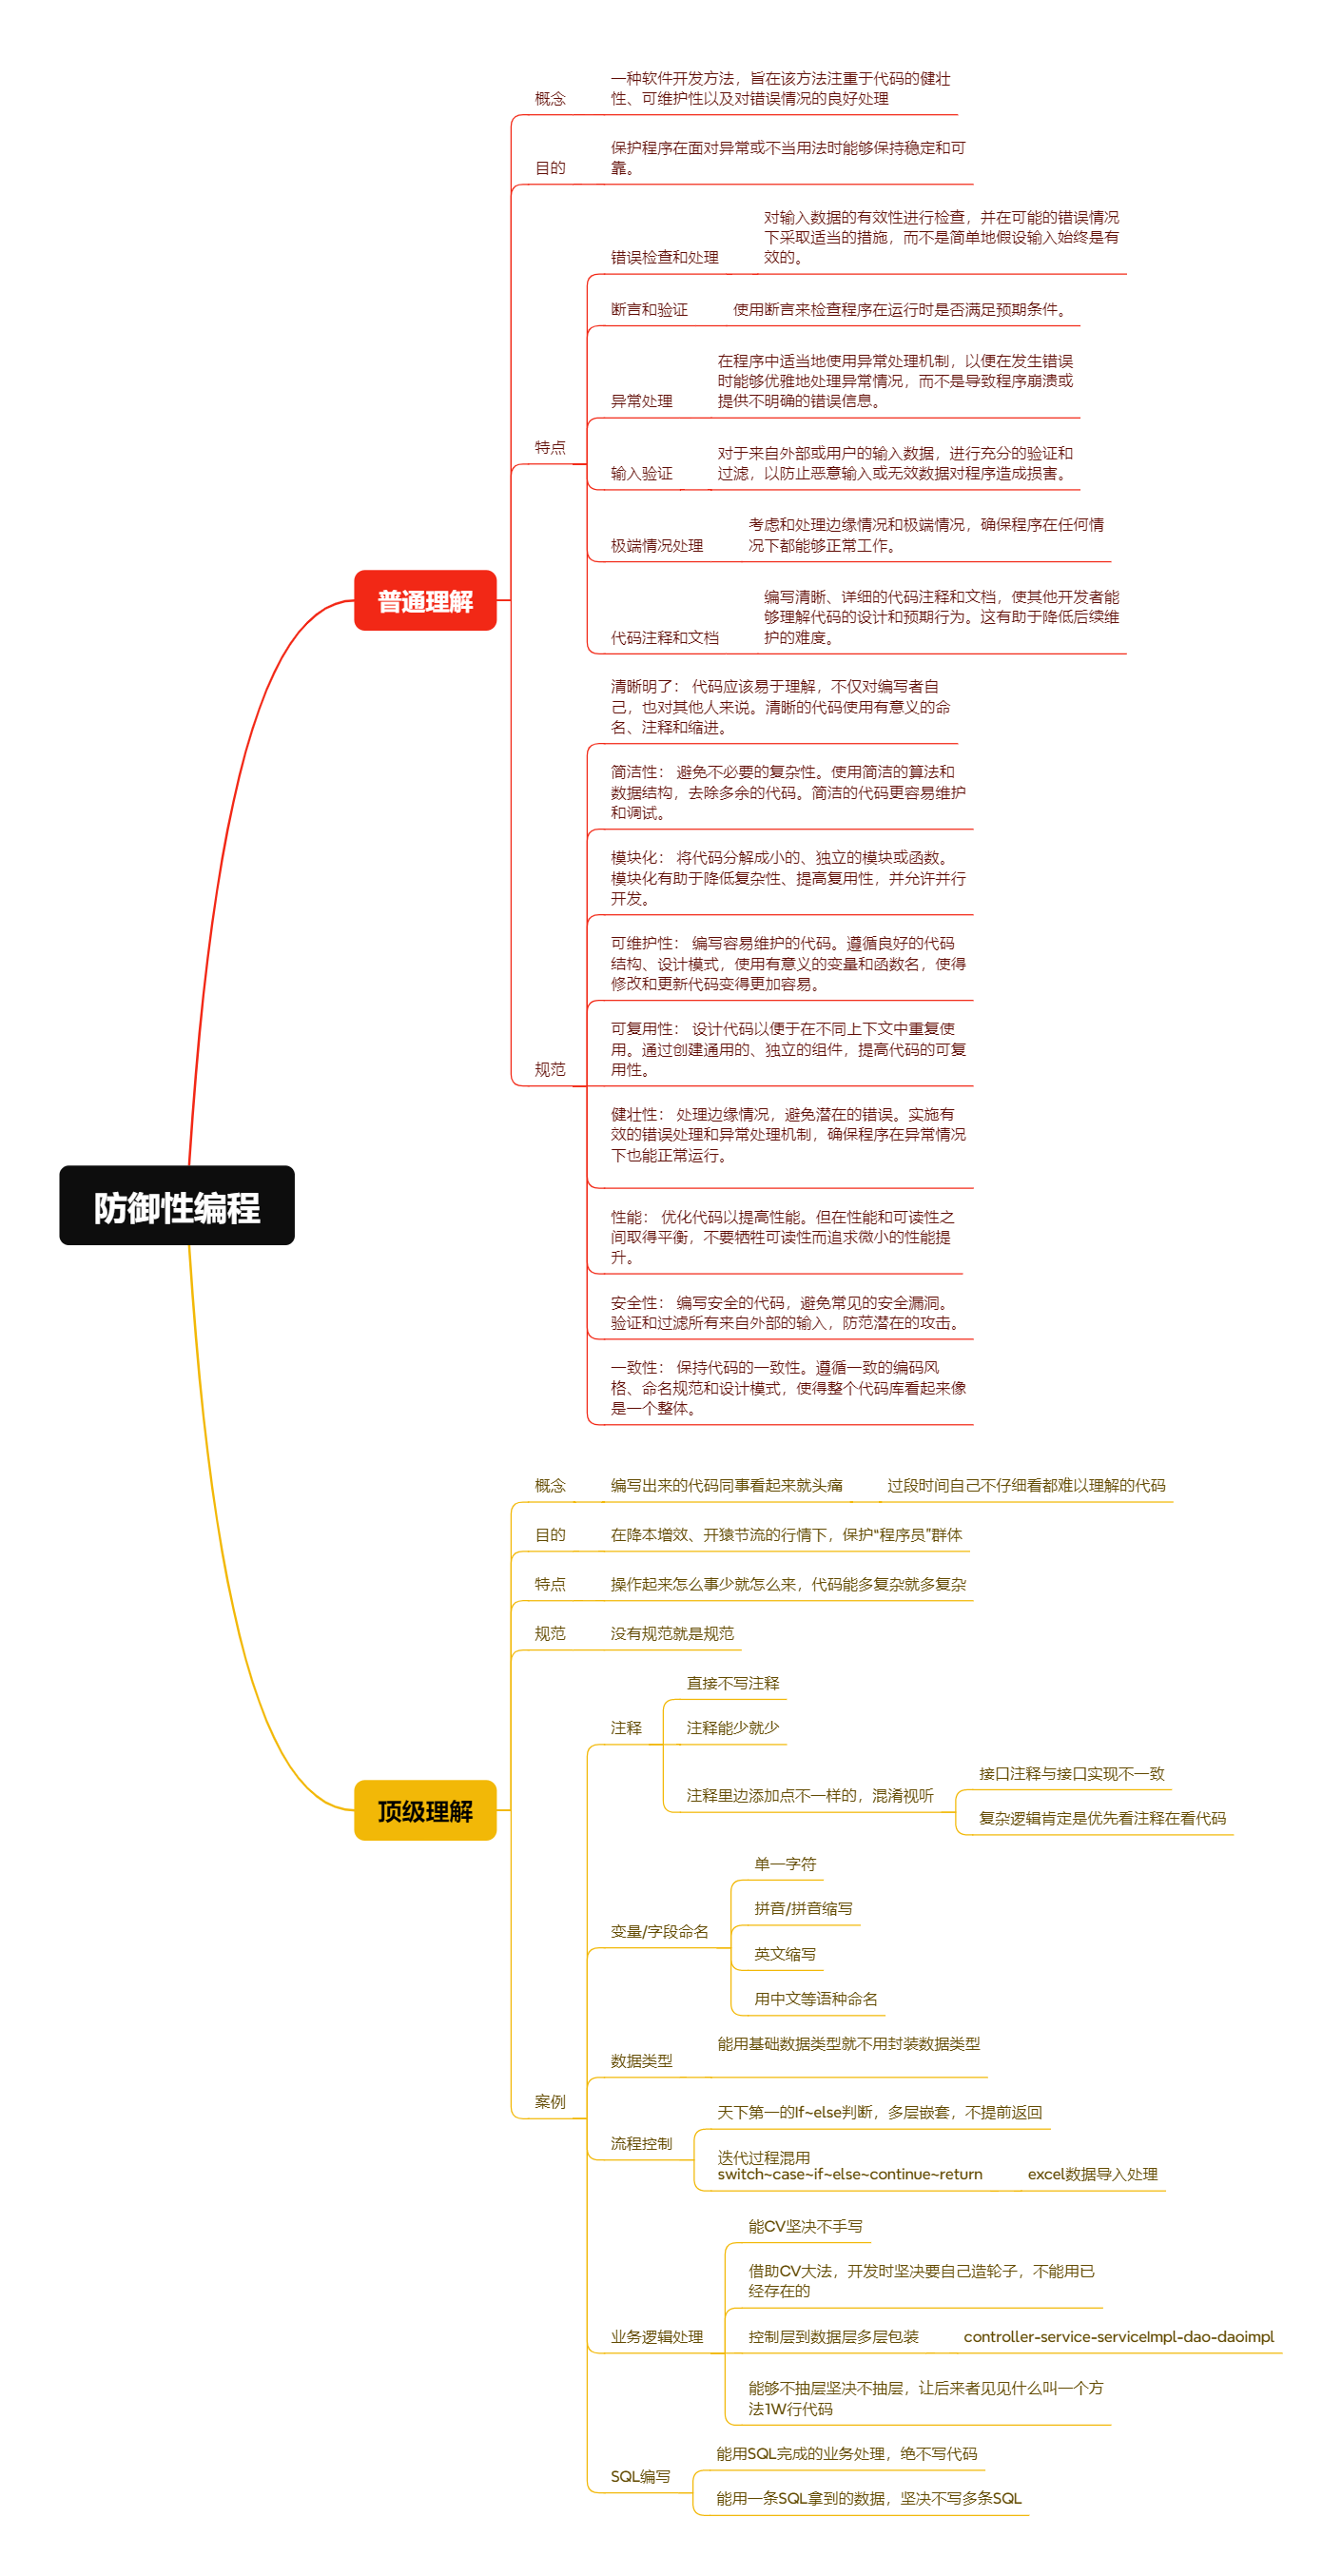 防御性编程
普通理解
概念
一种软件开发方法，旨在该方法注重于代码的健壮
性、可维护性以及对错误情况的良好处理
目的
保护程序在面对异常或不当用法时能够保持稳定和可
靠。
特点
错误检查和处理
对输入数据的有效性进行检查，并在可能的错误情况
下采取适当的措施，而不是简单地假设输入始终是有
效的。
断言和验证
使用断言来检查程序在运行时是否满足预期条件。
异常处理
在程序中适当地使用异常处理机制，以便在发生错误
时能够优雅地处理异常情况，而不是导致程序崩溃或
提供不明确的错误信息。
输入验证
对于来自外部或用户的输入数据，进行充分的验证和
过滤，以防止恶意输入或无效数据对程序造成损害。
极端情况处理
考虑和处理边缘情况和极端情况，确保程序在任何情
况下都能够正常工作。
代码注释和文档
编写清晰、详细的代码注释和文档，使其他开发者能
够理解代码的设计和预期行为。这有助于降低后续维
护的难度。
规范
清晰明了： 代码应该易于理解，不仅对编写者自
己，也对其他人来说。清晰的代码使用有意义的命
名、注释和缩进。
简洁性： 避免不必要的复杂性。使用简洁的算法和
数据结构，去除多余的代码。简洁的代码更容易维护
和调试。
模块化： 将代码分解成小的、独立的模块或函数。
模块化有助于降低复杂性、提高复用性，并允许并行
开发。
可维护性： 编写容易维护的代码。遵循良好的代码
结构、设计模式，使用有意义的变量和函数名，使得
修改和更新代码变得更加容易。
可复用性： 设计代码以便于在不同上下文中重复使
用。通过创建通用的、独立的组件，提高代码的可复
用性。
健壮性： 处理边缘情况，避免潜在的错误。实施有
效的错误处理和异常处理机制，确保程序在异常情况
下也能正常运行。
性能： 优化代码以提高性能。但在性能和可读性之
间取得平衡，不要牺牲可读性而追求微小的性能提
升。
安全性： 编写安全的代码，避免常见的安全漏洞。
验证和过滤所有来自外部的输入，防范潜在的攻击。
一致性： 保持代码的一致性。遵循一致的编码风
格、命名规范和设计模式，使得整个代码库看起来像
是一个整体。
顶级理解
概念
编写出来的代码同事看起来就头痛
过段时间自己不仔细看都难以理解的代码
目的
在降本增效、开猿节流的行情下，保护“程序员”群体
特点
操作起来怎么事少就怎么来，代码能多复杂就多复杂
规范
没有规范就是规范
案例
注释
直接不写注释
注释能少就少
注释里边添加点不一样的，混淆视听
接口注释与接口实现不一致
复杂逻辑肯定是优先看注释在看代码
变量/字段命名
单一字符
拼音/拼音缩写
英文缩写
用中文等语种命名
数据类型
能用基础数据类型就不用封装数据类型
流程控制
天下第一的If~else判断，多层嵌套，不提前返回
迭代过程混用
switch~case~if~else~continue~return
excel数据导入处理
业务逻辑处理
能CV坚决不手写
借助CV大法，开发时坚决要自己造轮子，不能用已
经存在的
控制层到数据层多层包装
controller-service-serviceImpl-dao-daoimpl
能够不抽层坚决不抽层，让后来者见见什么叫一个方
法1W行代码
SQL编写
能用SQL完成的业务处理，绝不写代码
能用一条SQL拿到的数据，坚决不写多条SQL